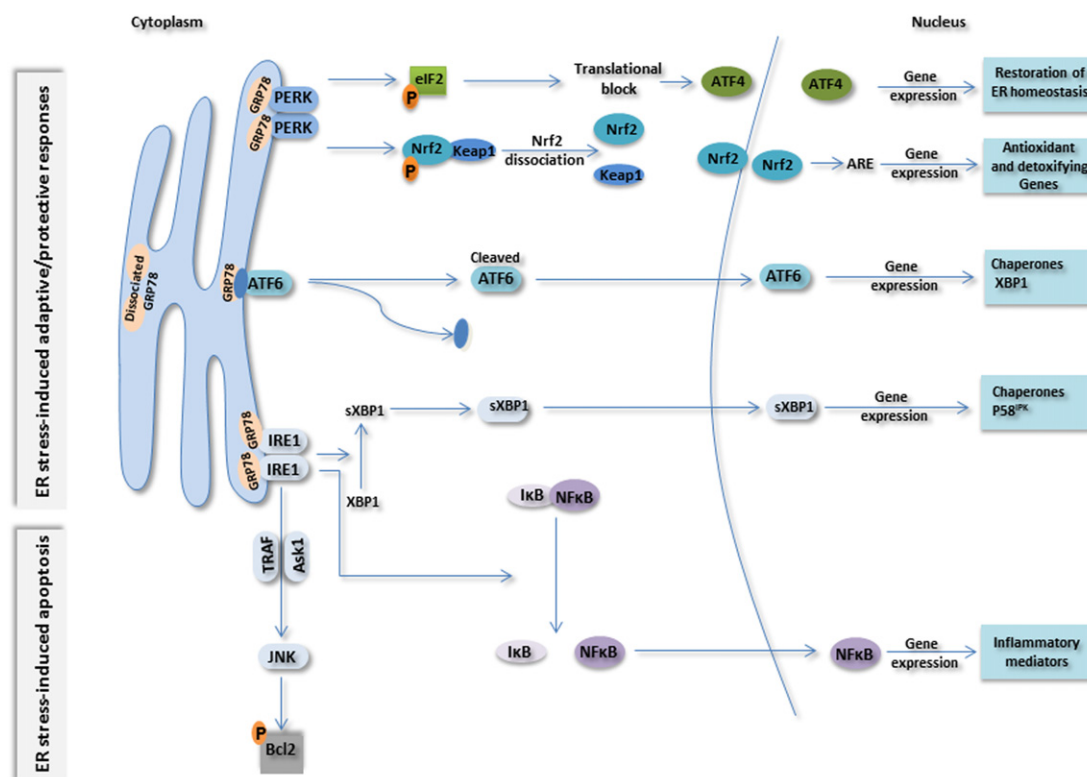 Cytoplasm
Nucleus
ER stress-induced adaptive/protective responses
GRP78
PERK
GRP78
PERK
eIF2
P
Translational
block
ATF4
ATF4
Gene
expression
Restoration of
ER homeostasis
Nrf2
Keap1
P
Nrf2
dissociation
Nrf2
Keap1
Nrf2
Nrf2
ARE
Gene
expression
Antioxidant
and detoxifying
Genes
Dissociated
GRP78
GRP78
ATF6
Cleaved
ATF6
ATF6
Gene
expression
Chaperones
XBP1
GRP78
IRE1
GRP78
IRE1
sXBP1
XBP1
sXBP1
sXBP1
Gene
expression
Chaperones
P58ᴵᴾᴷ
IκB
NFκB
ER stress-induced apoptosis
TRAF
Ask1
JNK
P
Bcl2
IκB
NFκB
NFκB
Gene
expression
Inflammatory
mediators